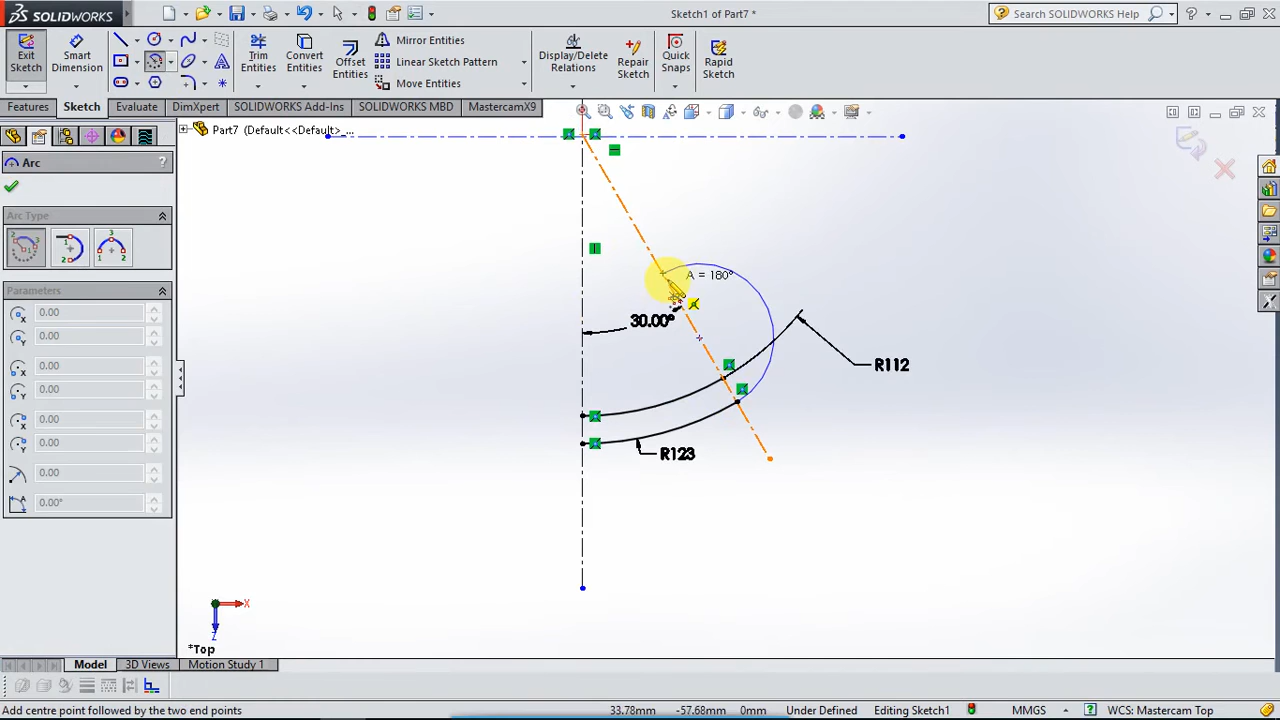 SOLIDWORKS
Sketch1 of Part7 *
Search SOLIDWORKS Help
Exit Sketch
Smart Dimension
Trim Entities
Convert Entities
Offset Entities
Mirror Entities
Linear Sketch Pattern
Move Entities
Display/Delete Relations
Repair Sketch
Quick Snaps
Rapid Sketch
Features
Sketch
Evaluate
DimXpert
SOLIDWORKS Add-Ins
SOLIDWORKS MBD
MastercamX9
Part7 (Default<<Default>_...
Arc
?
Arc Type
Parameters
0.00
0.00
0.00
0.00
0.00
0.00
0.00
0.00°
A = 180°
30.00°
R112
R123
X
Z
*Top
Model
3D Views
Motion Study 1
Add centre point followed by the two end points
33.78mm
-57.68mm
0mm
Under Defined
Editing Sketch1
MMGS
WCS: Mastercam Top